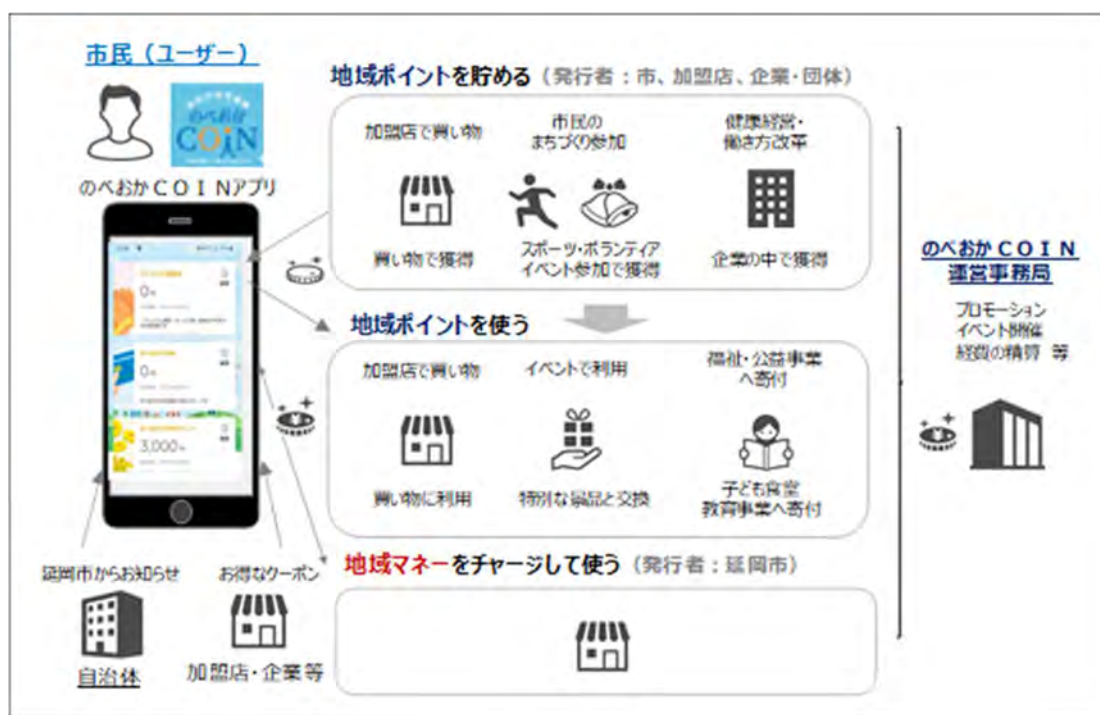 市民（ユーザー）
のべおか
COiN
のべおかＣＯＩＮアプリ
0
0
3,000
延岡市からお知らせ
自治体
お得なクーポン
加盟店・企業等
地域ポイントを貯める（発行者：市、加盟店、企業・団体）
加盟店で買い物
買い物で獲得
市民の
まちづくり参加
スポーツ・ボランティア
イベント参加で獲得
健康経営・
働き方改革
企業の中で獲得
地域ポイントを使う
加盟店で買い物
買い物に利用
イベントで利用
特別な景品と交換
福祉・公益事業
へ寄付
子ども食堂
教育事業へ寄付
地域マネーをチャージして使う（発行者：延岡市）
のべおかＣＯＩＮ
運営事務局
プロモーション
イベント開催
経費の積算 等